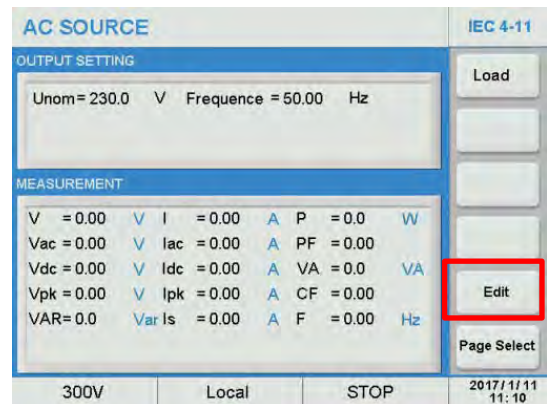 AC SOURCE
IEC 4-11
OUTPUT SETTING
Unom= 230.0 V Frequence = 50.00 Hz
Load
MEASUREMENT
V = 0.00 V I = 0.00 A P = 0.0 W
Vac = 0.00 V Iac = 0.00 A PF = 0.00
Vdc = 0.00 V Idc = 0.00 A VA = 0.0 VA
Vpk = 0.00 V Ipk = 0.00 A CF = 0.00
VAR= 0.0 Var Is = 0.00 A F = 0.00 Hz
Edit
Page Select
300V Local STOP 2017/1/11
11:10